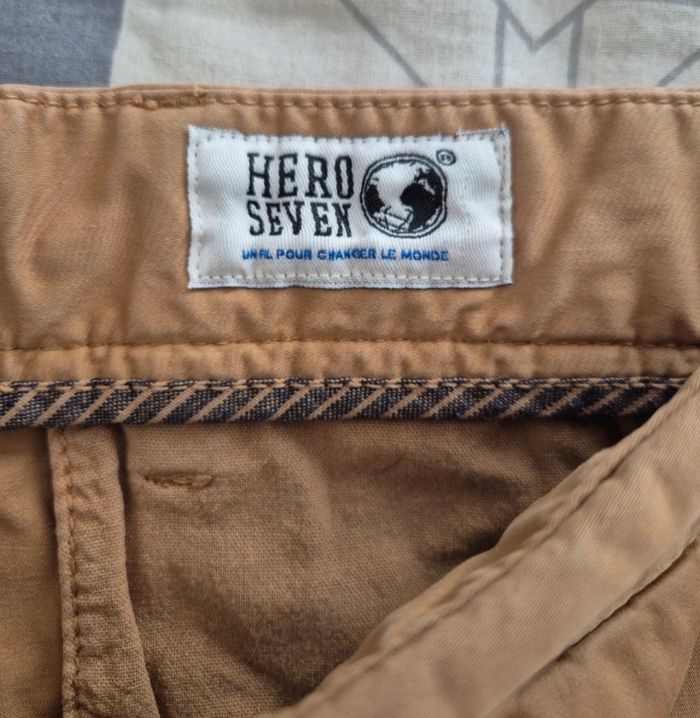 HERO
SEVEN
UN FIL POUR CHANGER LE MONDE